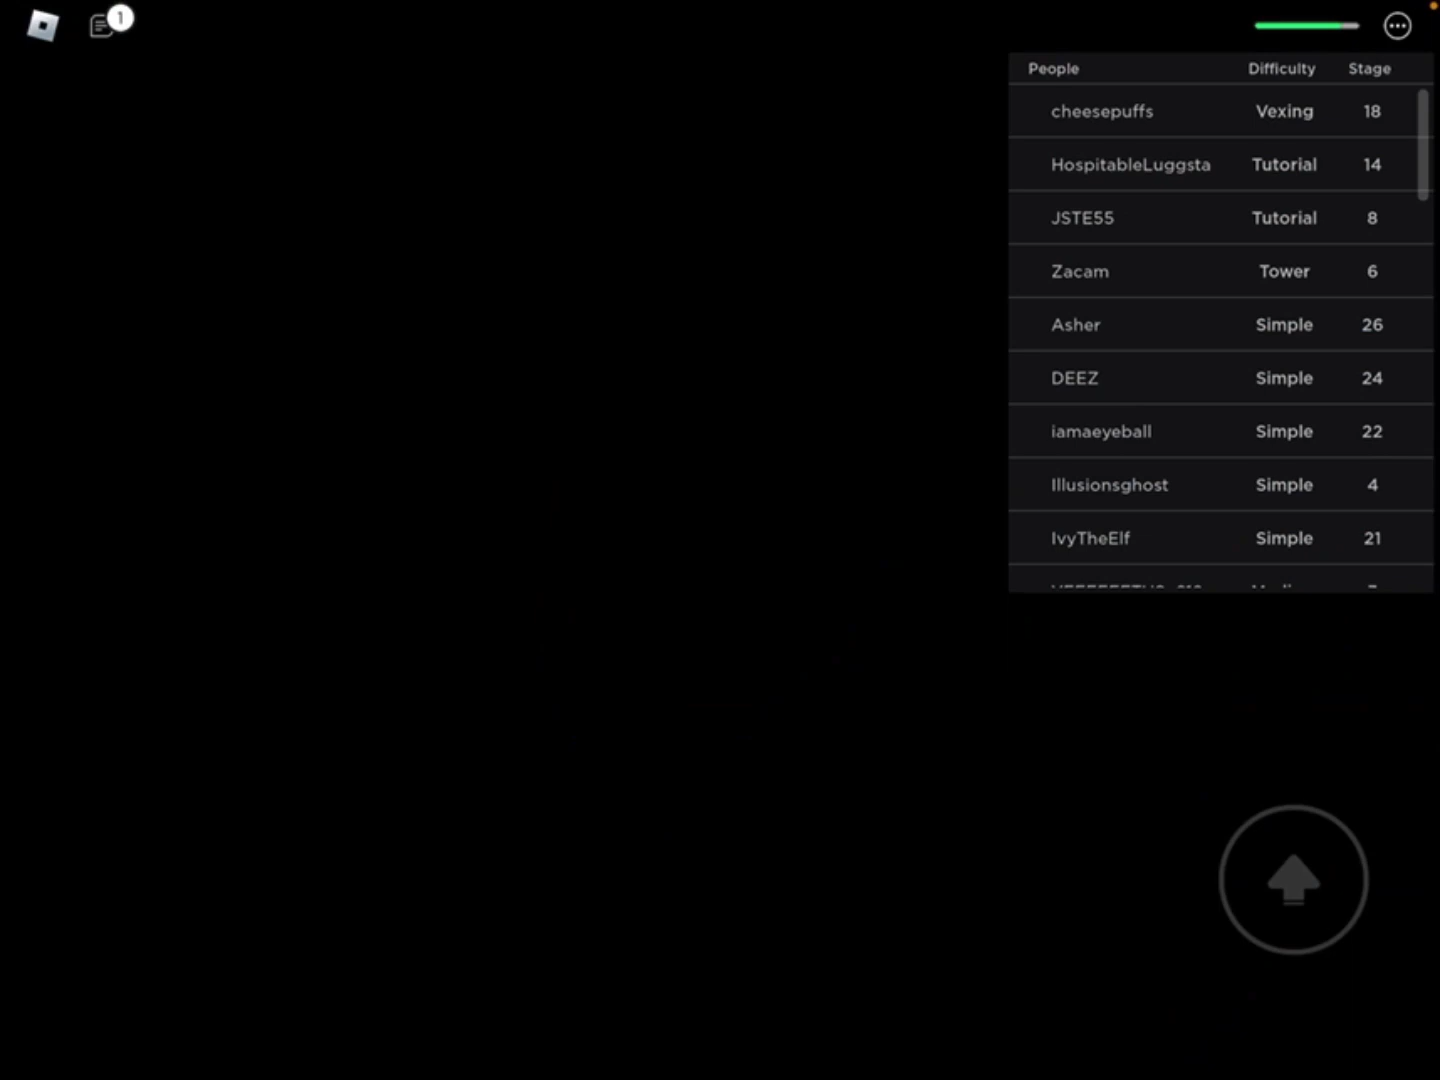 1
People Difficulty Stage
cheesepuffs Vexing 18
HospitableLuggsta Tutorial 14
JSTE55 Tutorial 8
Zacam Tower 6
Asher Simple 26
DEEZ Simple 24
iamaeyeball Simple 22
Illusionsghost Simple 4
IvyTheElf Simple 21